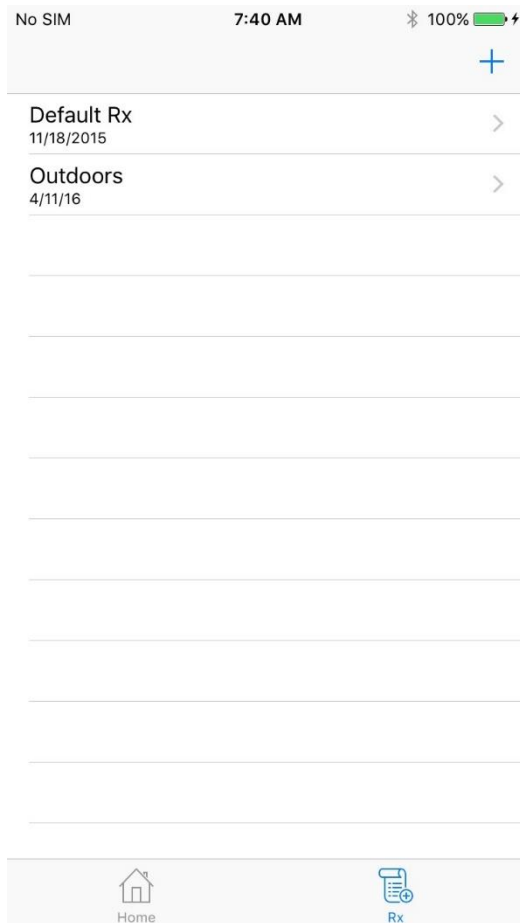 No SIM 7:40 AM 100%
+
Default Rx
11/18/2015
Outdoors
4/11/16
Home Rx